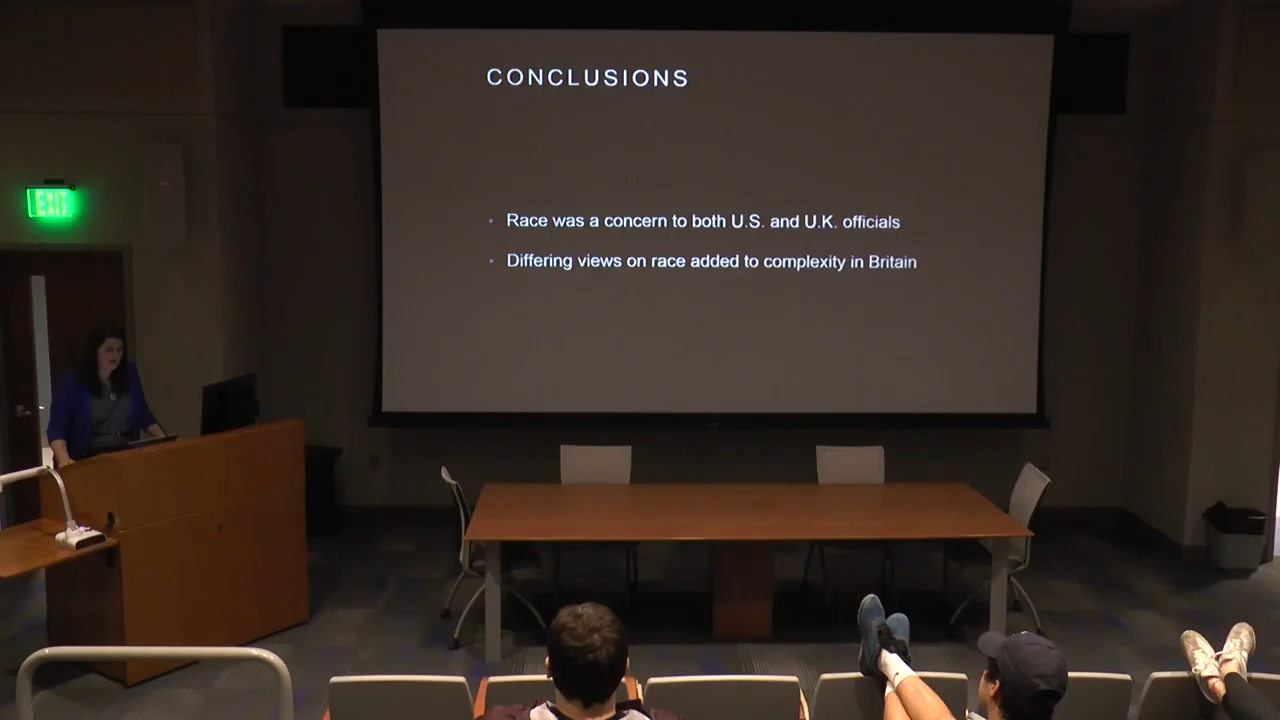 CONCLUSIONS
EXIT
• Race was a concern to both U.S. and U.K. officials
• Differing views on race added to complexity in Britain